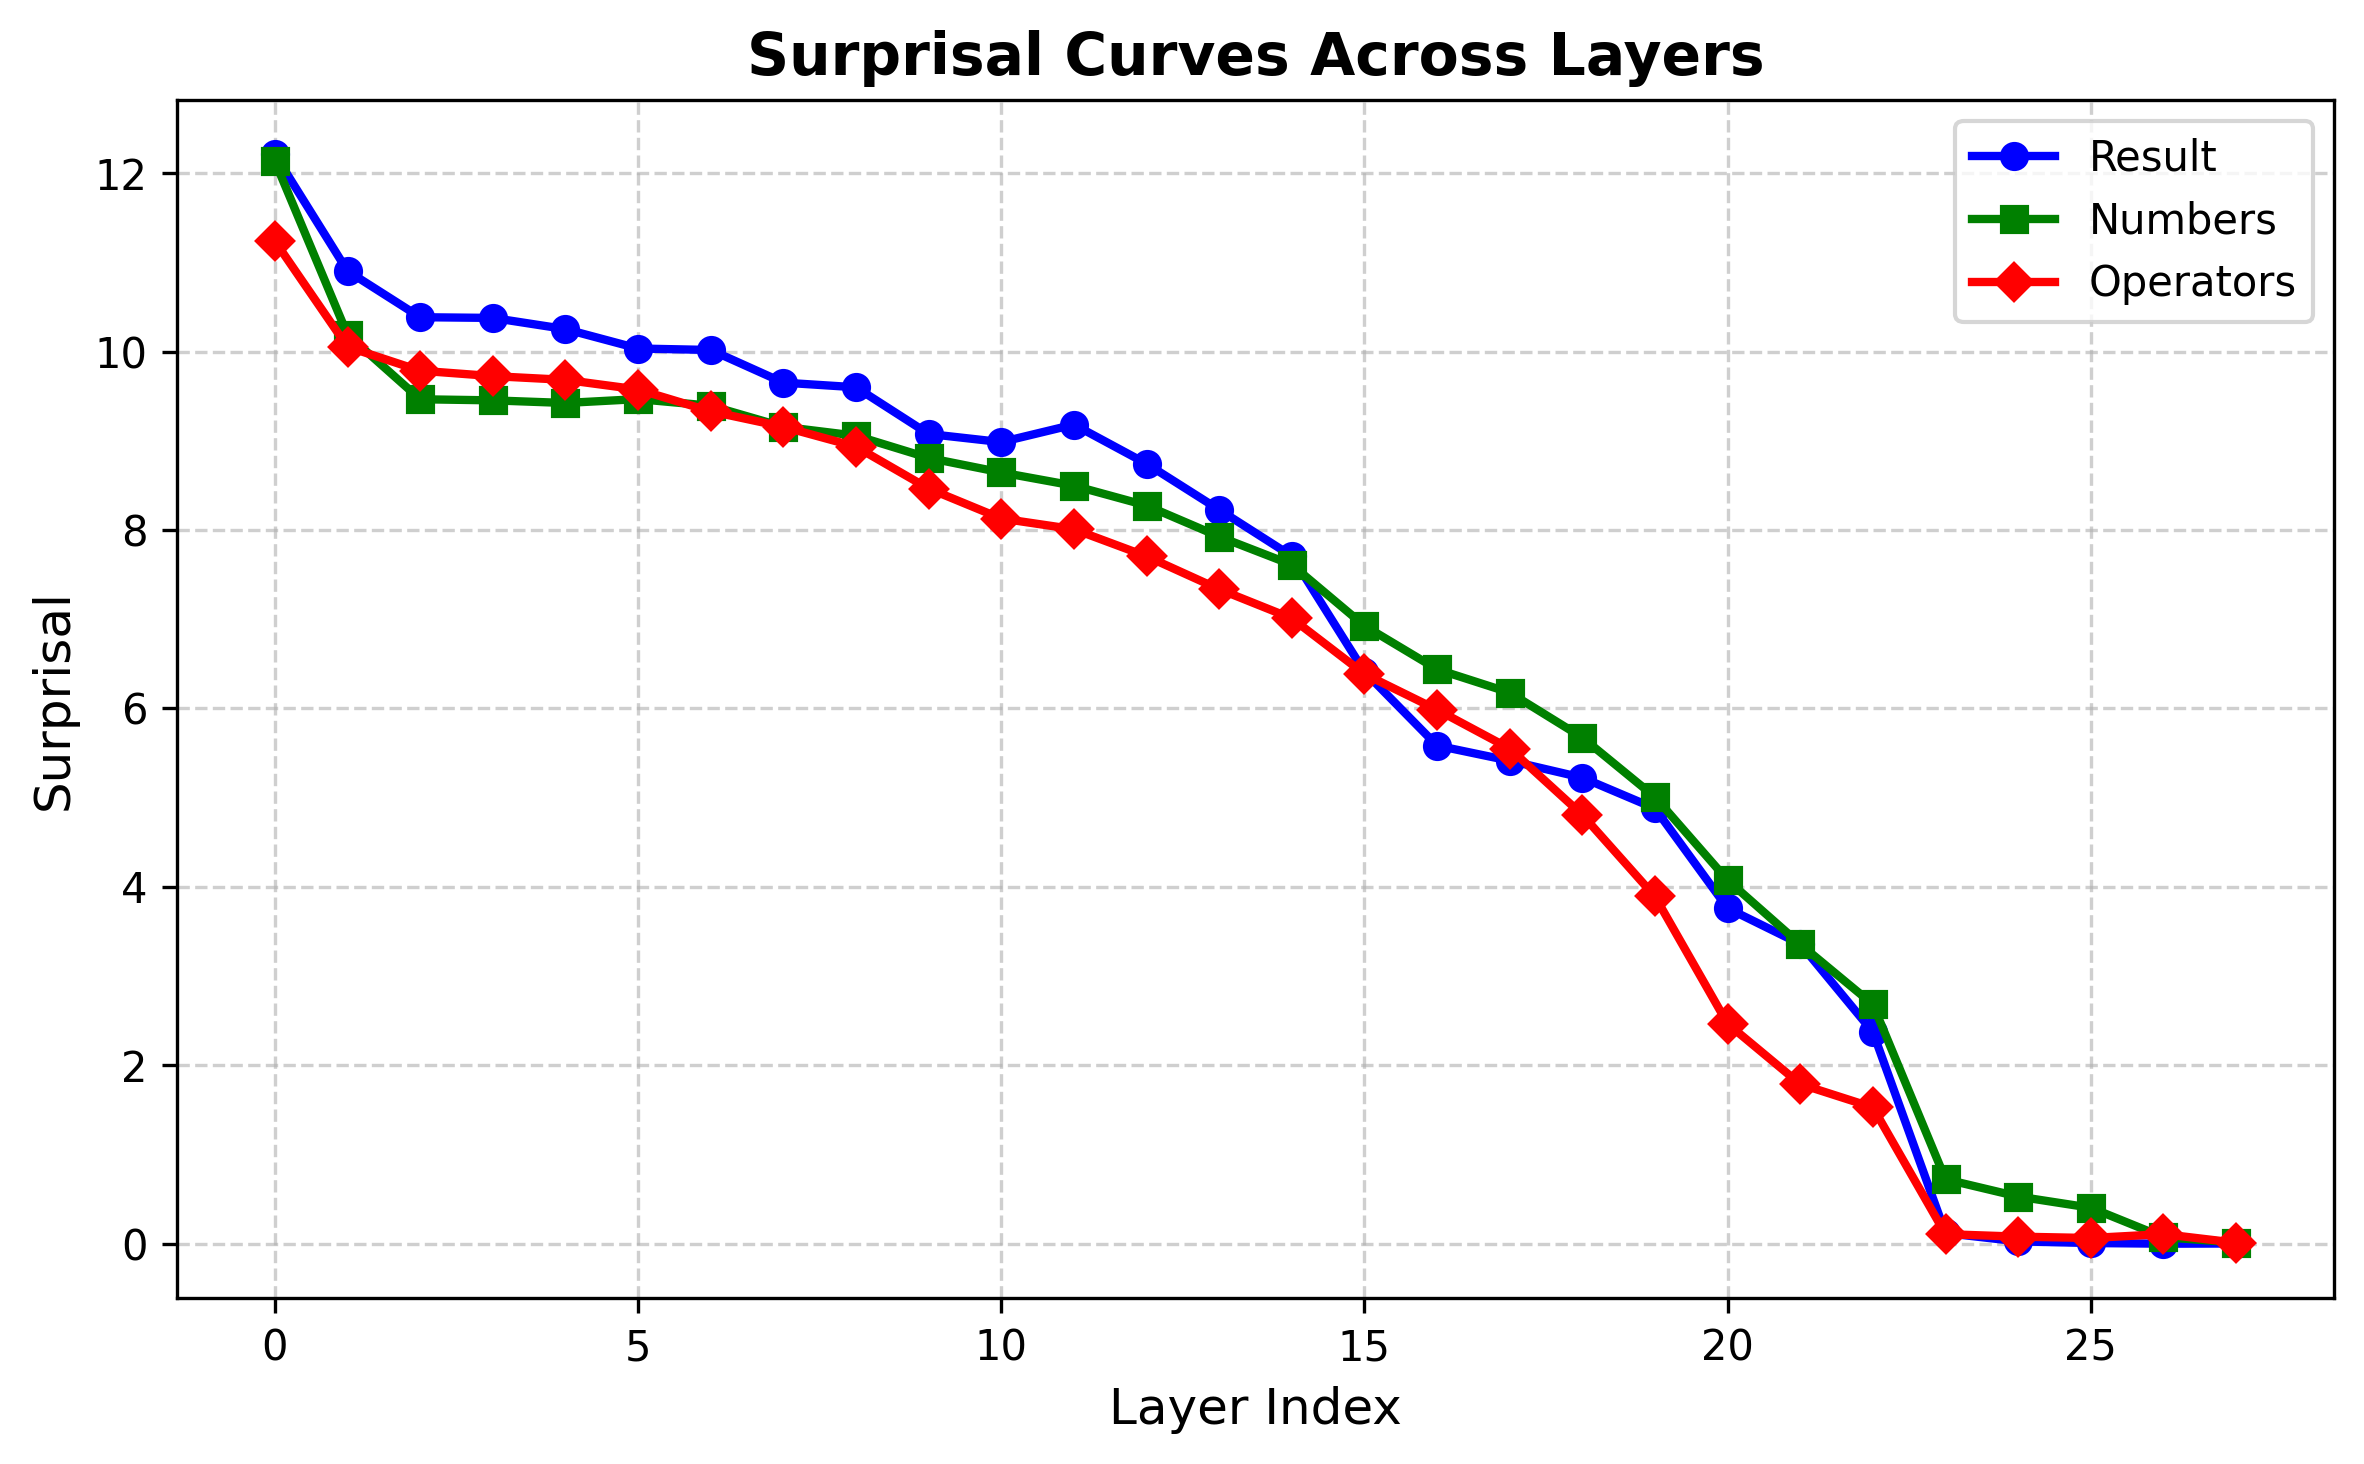 Surprisal Curves Across Layers
Result
Numbers
Operators
12
10
8
6
4
2
0
Surprisal
0 5 10 15 20 25
Layer Index